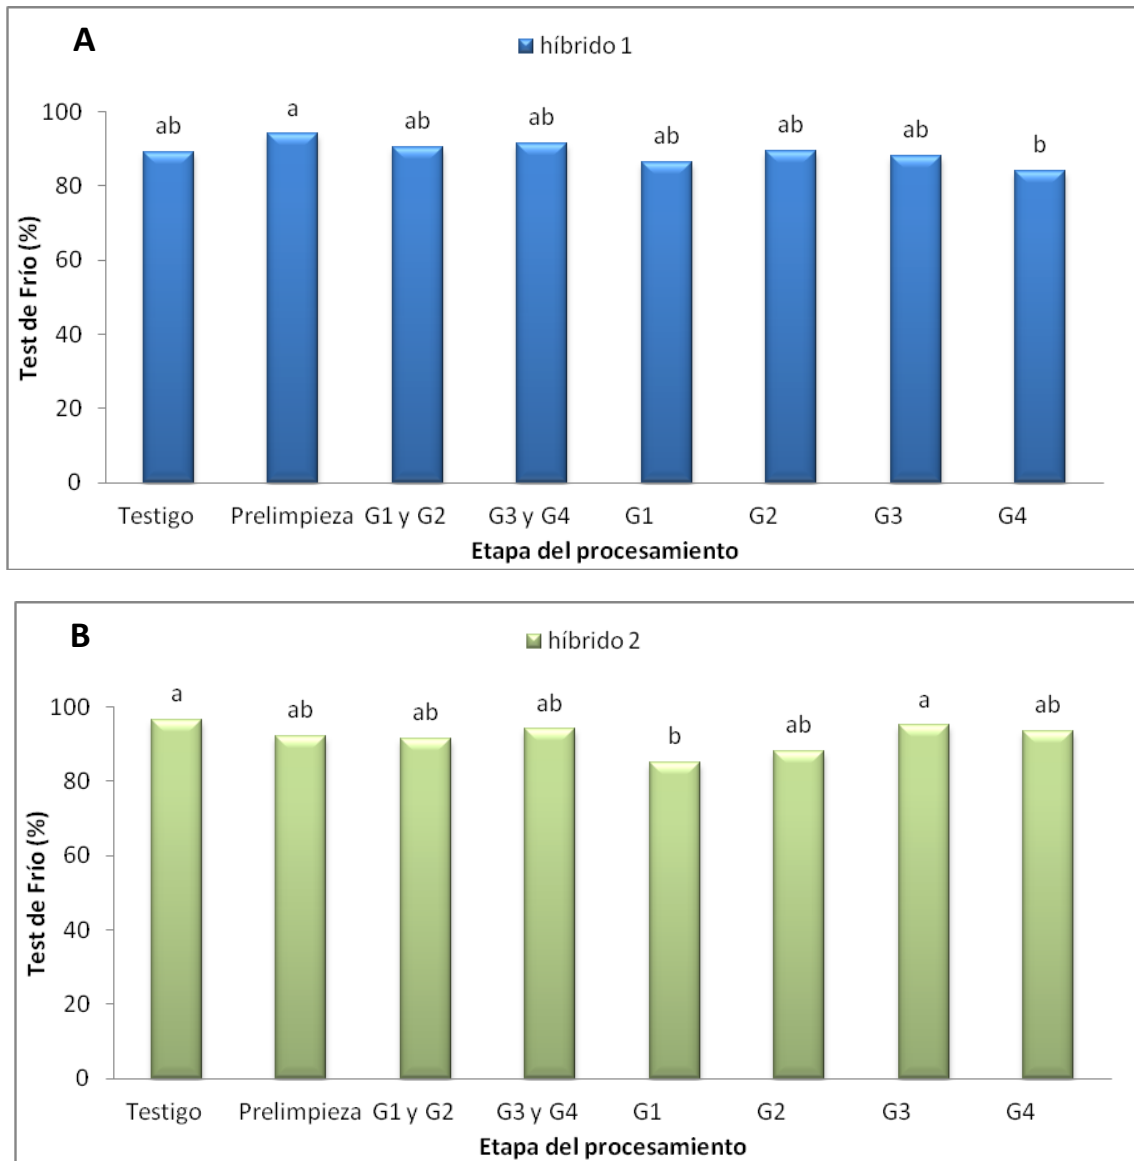 A
híbrido 1
ab a ab ab ab ab ab b
100
80
60
40
20
0
Test de Frío (%)
Testigo Prelimpieza G1 y G2 G3 y G4 G1 G2 G3 G4
Etapa del procesamiento
B
híbrido 2
a ab ab ab b ab a ab
100
80
60
40
20
0
Test de Frío (%)
Testigo Prelimpieza G1 y G2 G3 y G4 G1 G2 G3 G4
Etapa del procesamiento